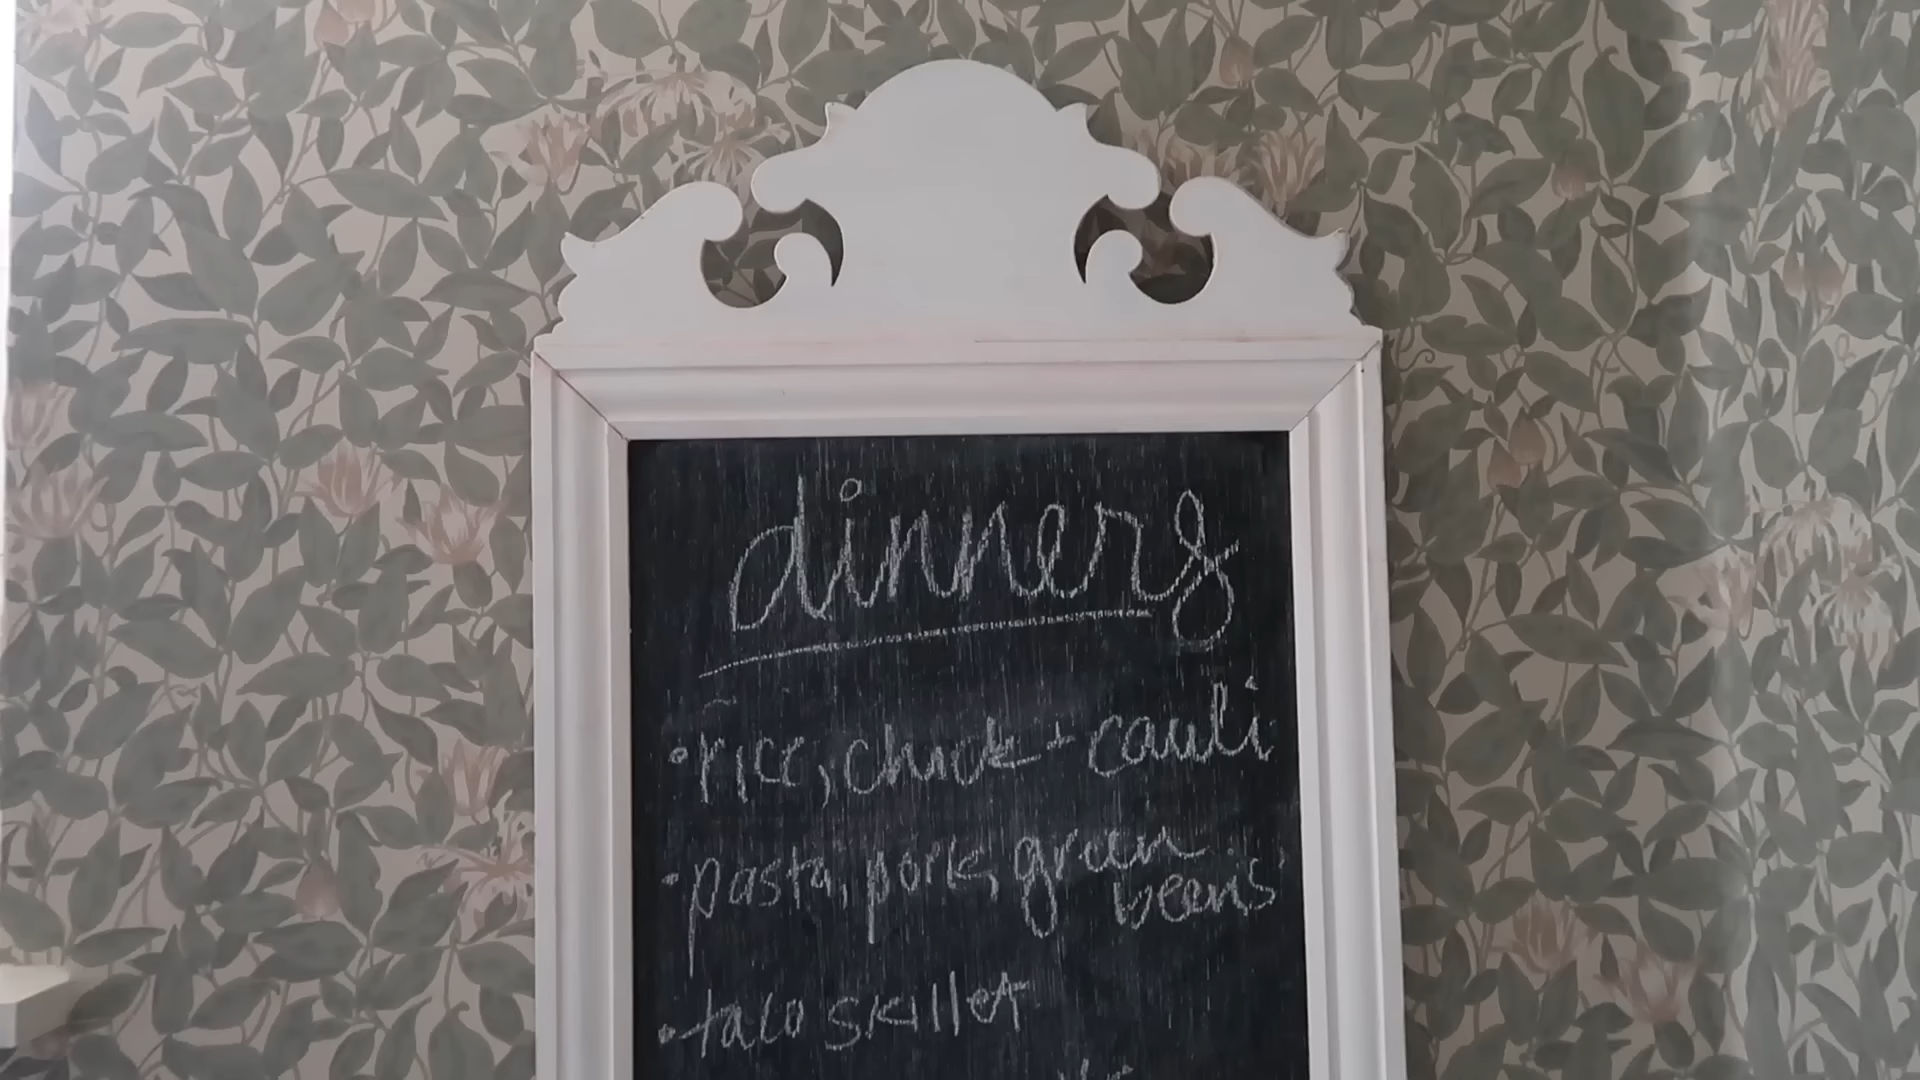 dinners
• rice, chick + cauli
• pasta, pork, green
beans
• taco skillet